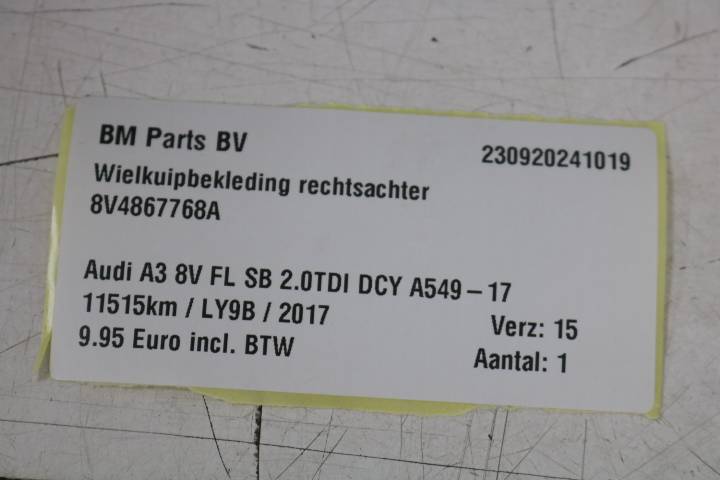 BM Parts BV 230920241019
Wielkuipbekleding rechtsachter
8V4867768A
Audi A3 8V FL SB 2.0TDI DCY A549-17
11515km / LY9B / 2017 Verz: 15
9.95 Euro incl. BTW Aantal: 1